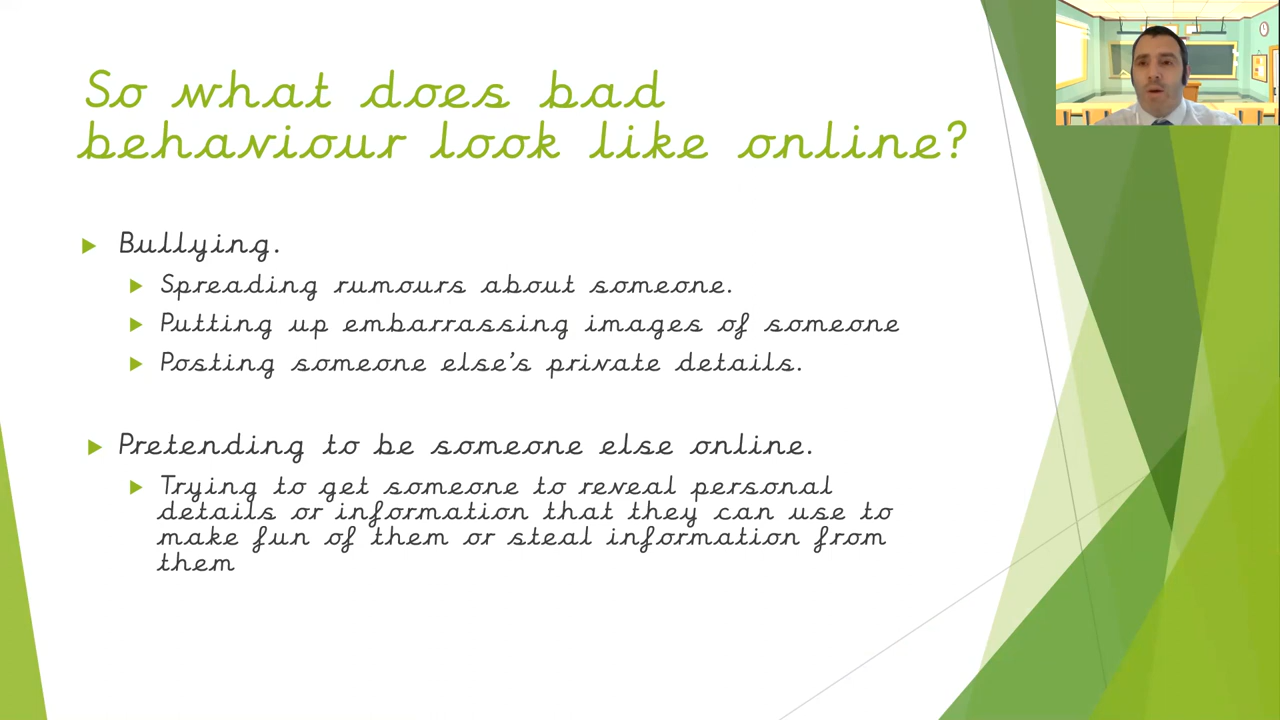 So what does bad
behaviour look like online?
Bullying.
Spreading rumours about someone.
Putting up embarrassing images of someone
Posting someone else's private details.
Pretending to be someone else online.
Trying to get someone to reveal personal
details or information that they can use to
make fun of them or steal information from
them